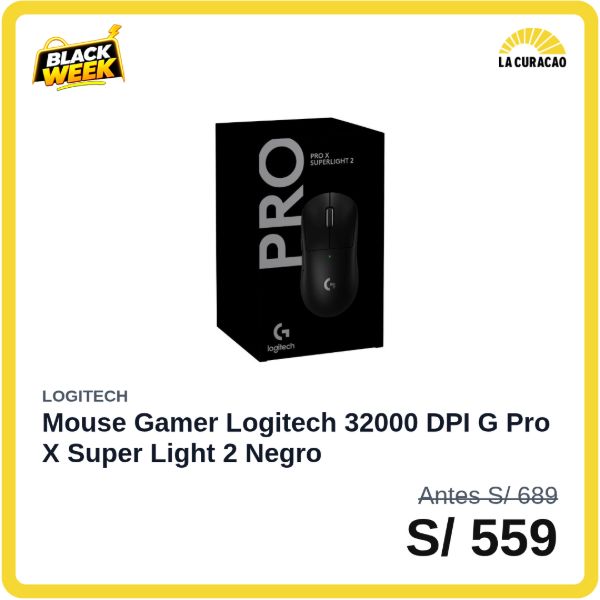 BLACK
WEEK
LA CURACAO
PRO
PRO X
SUPERLIGHT 2
G
logitech
LOGITECH
Mouse Gamer Logitech 32000 DPI G Pro
X Super Light 2 Negro
Antes S/ 689
S/ 559